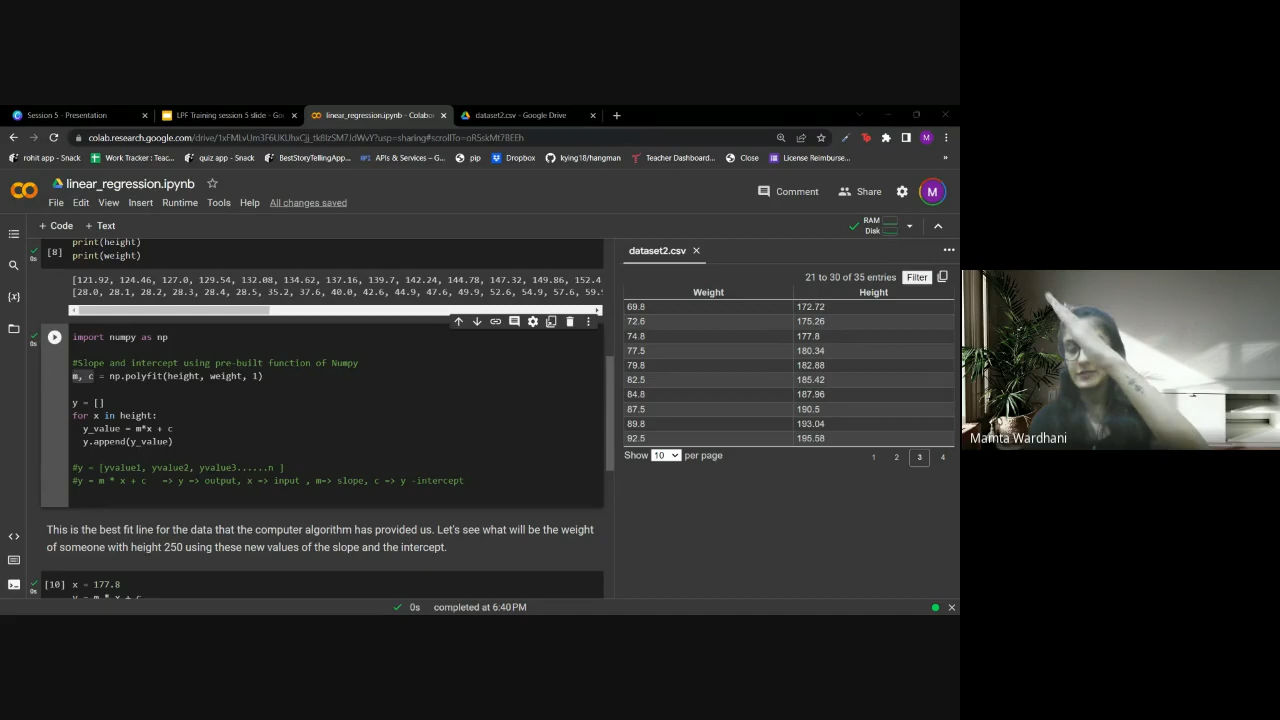 Session 5 - Presentation
LPF Training session 5 slide - Go
linear_regression.ipynb - Colabo
dataset2.csv - Google Drive
colab.research.google.com/drive/1xFMLvUm3F6UKUhxCjj_tk8IzSM7JdWvY?usp=sharing#scrollTo=oR5skMt7BEEh
M
rohit app - Snack
Work Tracker : Teac...
quiz app - Snack
BestStoryTellingApp...
APIs & Services – G...
pip
Dropbox
kying18/hangman
Teacher Dashboard...
Close
License Reimburse...
»
linear_regression.ipynb
Comment
Share
M
File Edit View Insert Runtime Tools Help All changes saved
+ Code + Text
RAM
Disk
print(height)
[8] print(weight)
0s
[121.92, 124.46, 127.0, 129.54, 132.08, 134.62, 137.16, 139.7, 142.24, 144.78, 147.32, 149.86, 152.4
[28.0, 28.1, 28.2, 28.3, 28.4, 28.5, 35.2, 37.6, 40.0, 42.6, 44.9, 47.6, 49.9, 52.6, 54.9, 57.6, 59.
0s
import numpy as np
#Slope and intercept using pre-built function of Numpy
m, c = np.polyfit(height, weight, 1)
y = []
for x in height:
y_value = m*x + c
y.append(y_value)
#y = [yvalue1, yvalue2, yvalue3......n ]
#y = m * x + c => y => output, x => input , m=> slope, c => y -intercept
This is the best fit line for the data that the computer algorithm has provided us. Let's see what will be the weight
of someone with height 250 using these new values of the slope and the intercept.
[10] x = 177.8
0s
y = m * x + c
dataset2.csv
21 to 30 of 35 entries Filter
Weight Height
69.8 172.72
72.6 175.26
74.8 177.8
77.5 180.34
79.8 182.88
82.5 185.42
84.8 187.96
87.5 190.5
89.8 193.04
92.5 195.58
Show 10 per page 1 2 3 4
0s completed at 6:40 PM
Mamta Wardhani